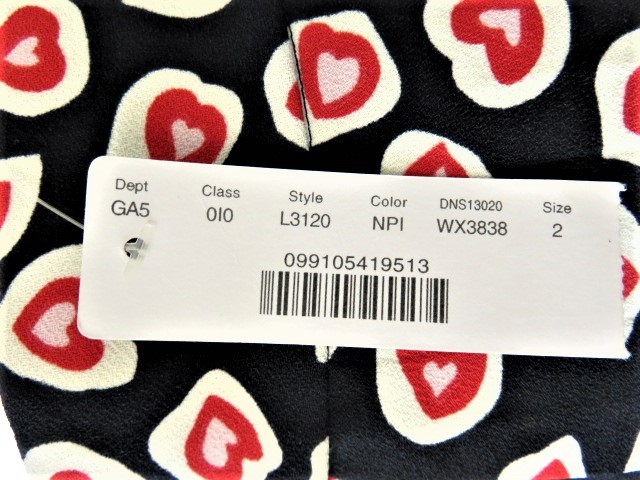 Dept Class Style Color DNS13020 Size
GA5 0I0 L3120 NPI WX3838 2
099105419513